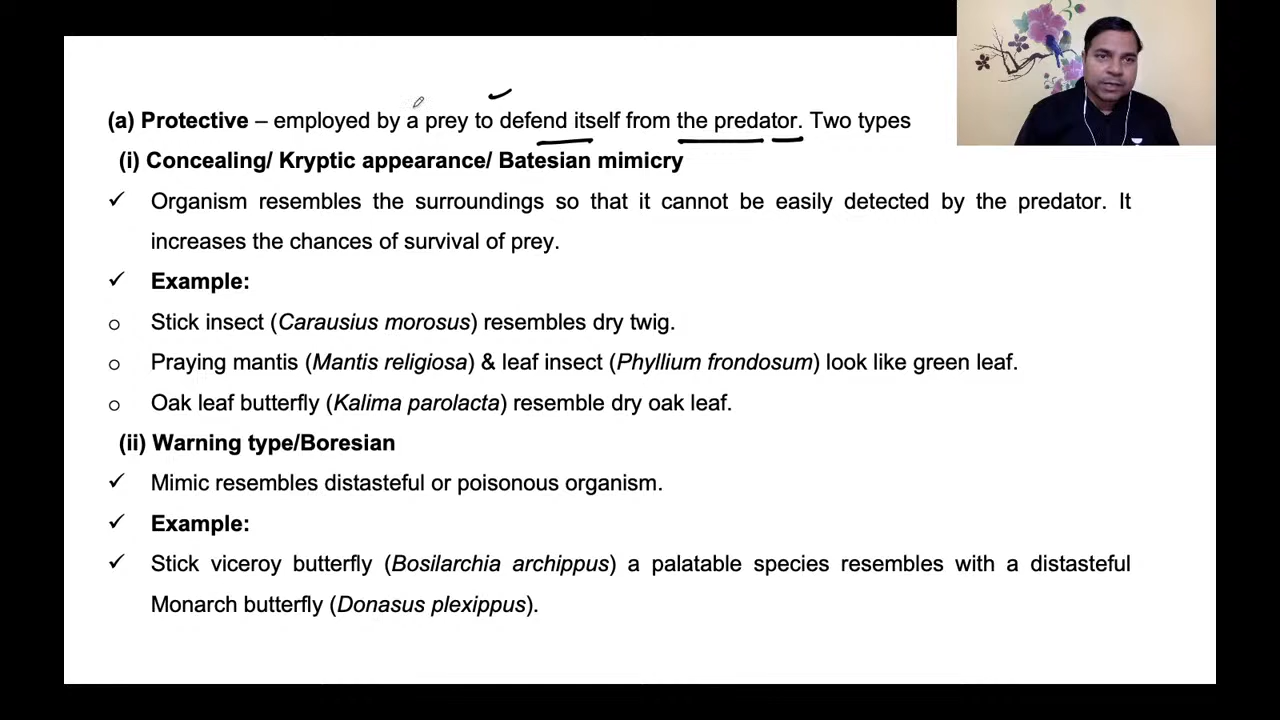 (a) Protective – employed by a prey to defend itself from the predator. Two types
(i) Concealing/ Kryptic appearance/ Batesian mimicry
✓ Organism resembles the surroundings so that it cannot be easily detected by the predator. It
increases the chances of survival of prey.
✓ Example:
o Stick insect (Carausius morosus) resembles dry twig.
o Praying mantis (Mantis religiosa) & leaf insect (Phyllium frondosum) look like green leaf.
o Oak leaf butterfly (Kalima parolacta) resemble dry oak leaf.
(ii) Warning type/Boresian
✓ Mimic resembles distasteful or poisonous organism.
✓ Example:
✓ Stick viceroy butterfly (Bosilarchia archippus) a palatable species resembles with a distasteful
Monarch butterfly (Donasus plexippus).